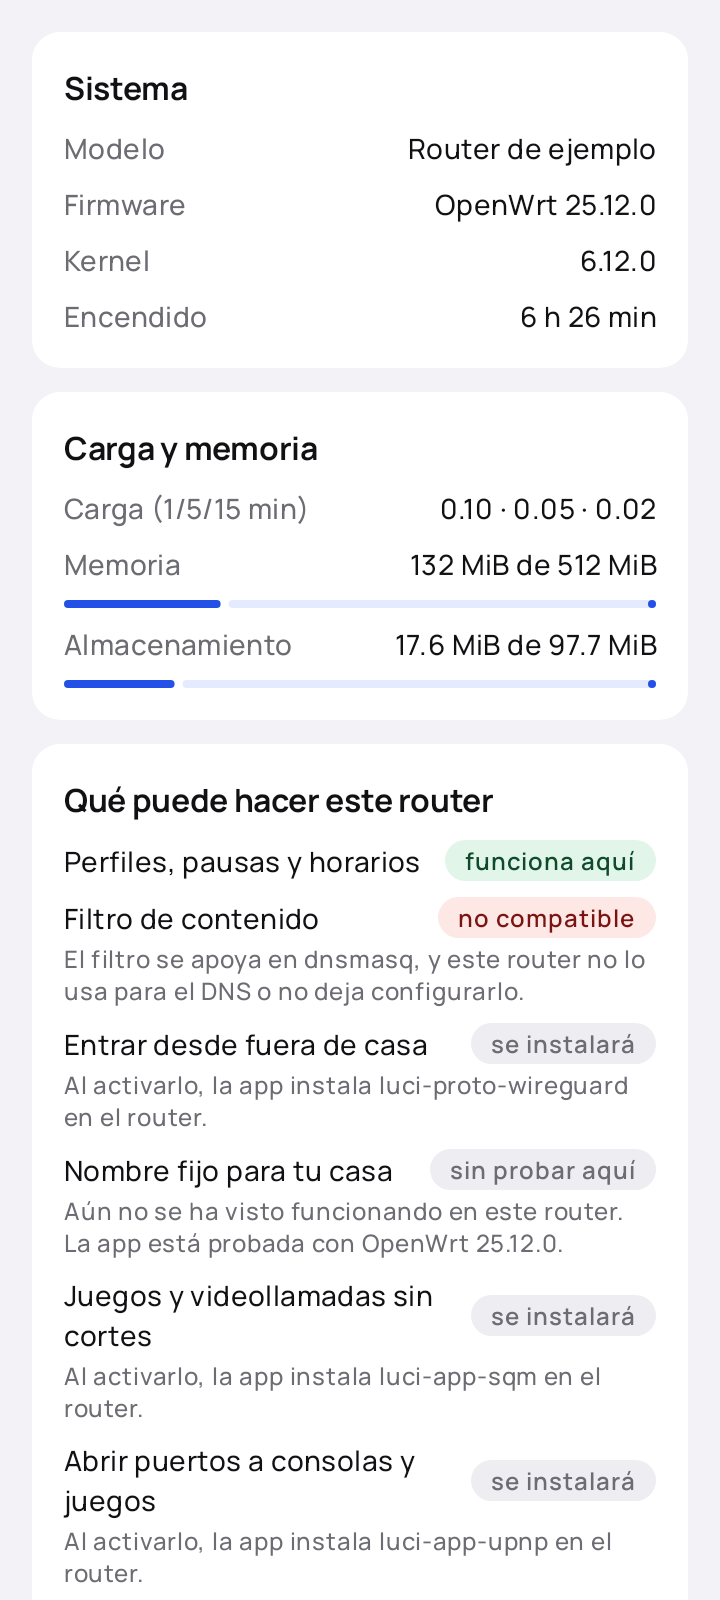 Sistema
Modelo Router de ejemplo
Firmware OpenWrt 25.12.0
Kernel 6.12.0
Encendido 6 h 26 min
Carga y memoria
Carga (1/5/15 min) 0.10 · 0.05 · 0.02
Memoria 132 MiB de 512 MiB
Almacenamiento 17.6 MiB de 97.7 MiB
Qué puede hacer este router
Perfiles, pausas y horarios funciona aquí
Filtro de contenido no compatible
El filtro se apoya en dnsmasq, y este router no lo
usa para el DNS o no deja configurarlo.
Entrar desde fuera de casa se instalará
Al activarlo, la app instala luci-proto-wireguard
en el router.
Nombre fijo para tu casa sin probar aquí
Aún no se ha visto funcionando en este router.
La app está probada con OpenWrt 25.12.0.
Juegos y videollamadas sin
cortes
se instalará
Al activarlo, la app instala luci-app-sqm en el
router.
Abrir puertos a consolas y
juegos
se instalará
Al activarlo, la app instala luci-app-upnp en el
router.